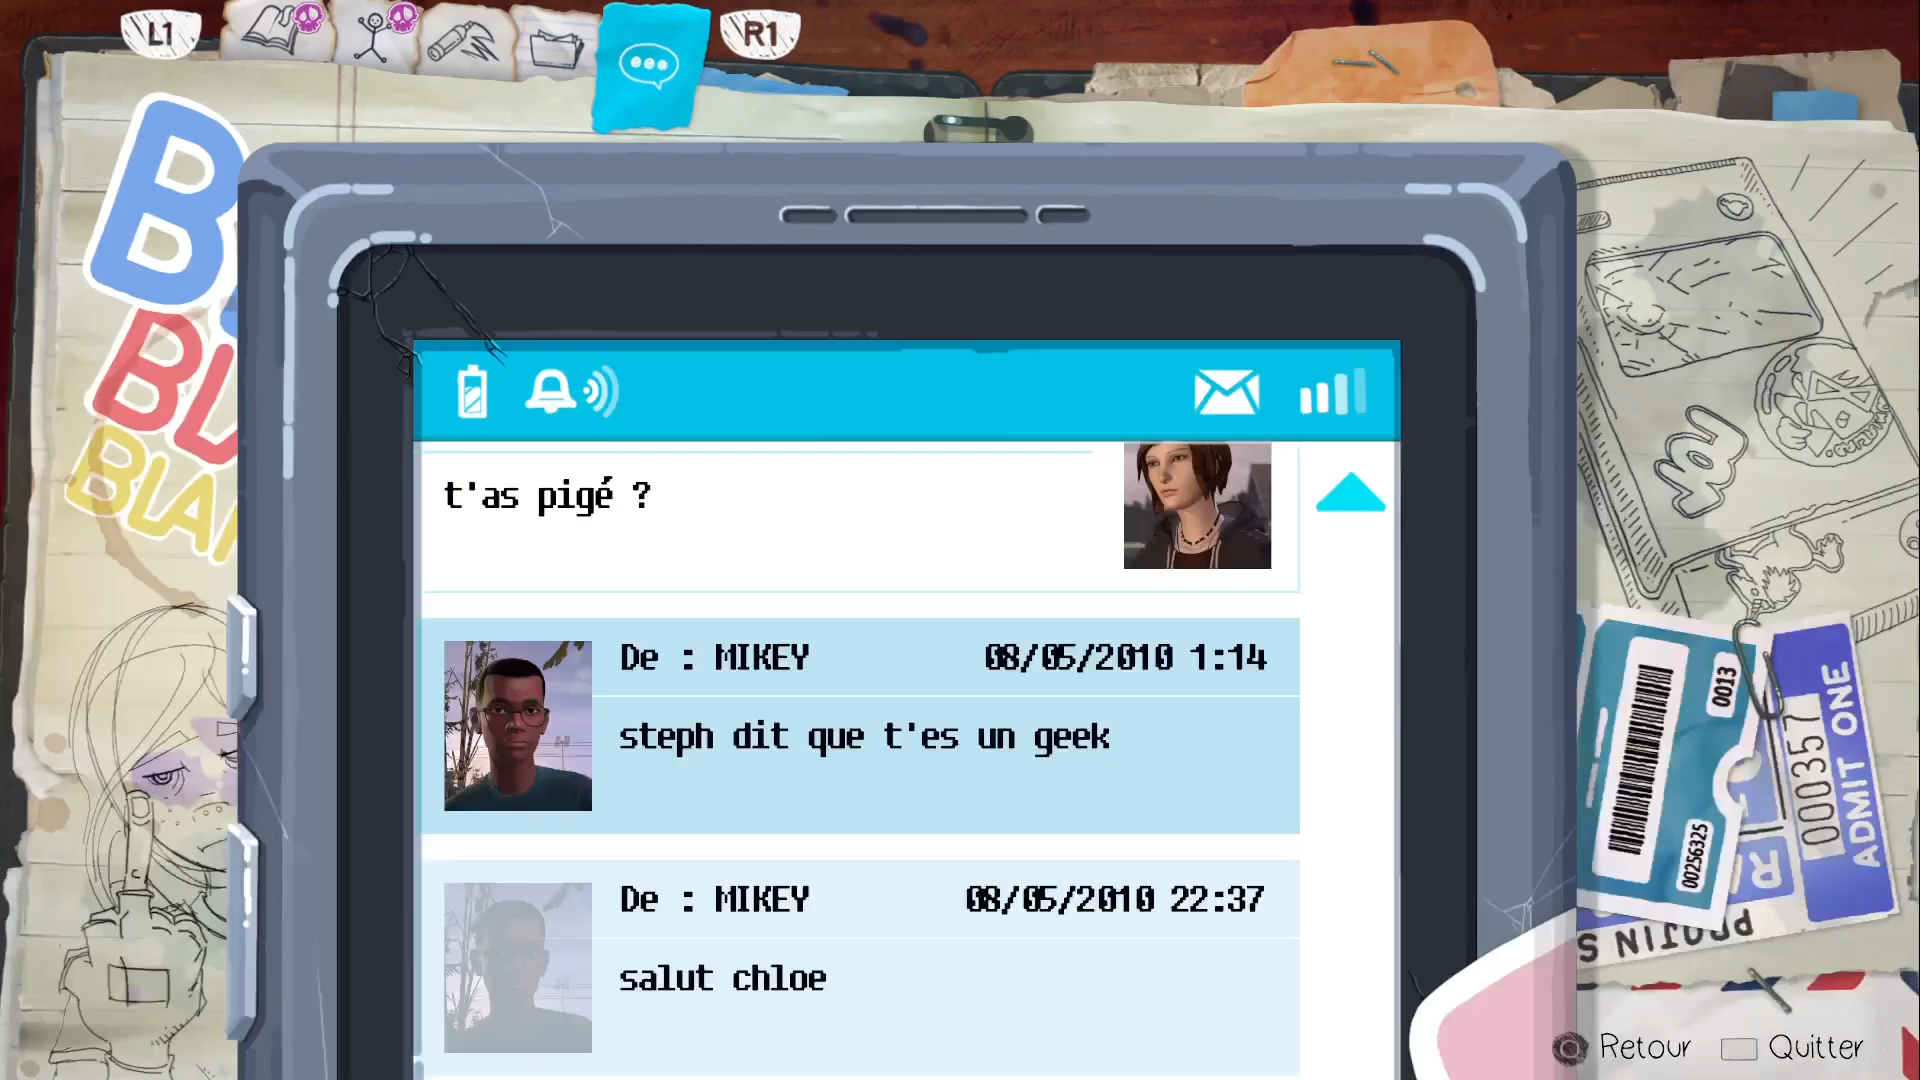 L1
R1
BLAH
t'as pigé ?
De : MIKEY 08/05/2010 1:14
steph dit que t'es un geek
De : MIKEY 08/05/2010 22:37
salut chloe
0013
00256325
000357
ADMIT ONE
Retour Quitter